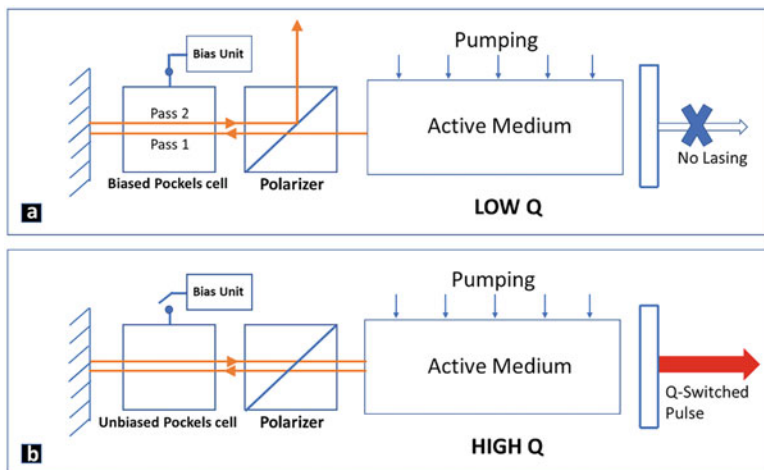 Pumping
Bias Unit
Pass 2
Pass 1
Active Medium
No Lasing
Biased Pockels cell
Polarizer
LOW Q
a
Pumping
Bias Unit
Active Medium
Q-Switched
Pulse
Unbiased Pockels cell
Polarizer
HIGH Q
b